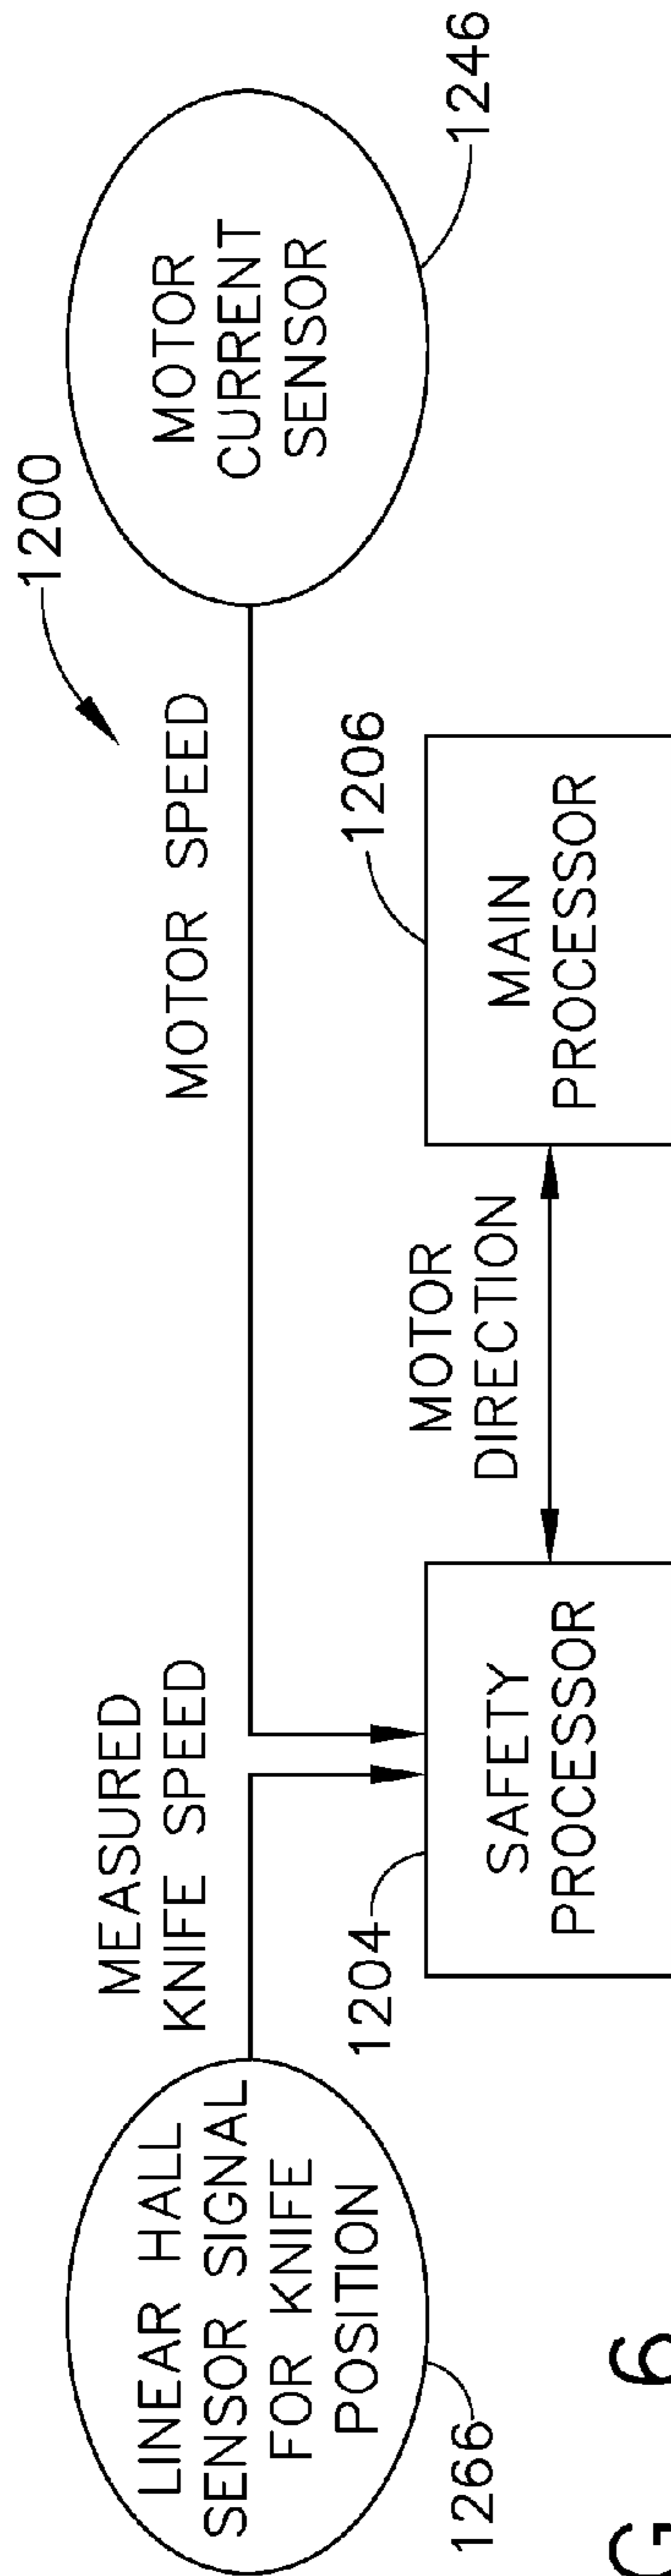 1200
LINEAR HALL
SENSOR SIGNAL
FOR KNIFE
POSITION
1266
MEASURED
KNIFE SPEED
MOTOR SPEED
MOTOR
CURRENT
SENSOR
1246
1204
SAFETY
PROCESSOR
MOTOR
DIRECTION
1206
MAIN
PROCESSOR